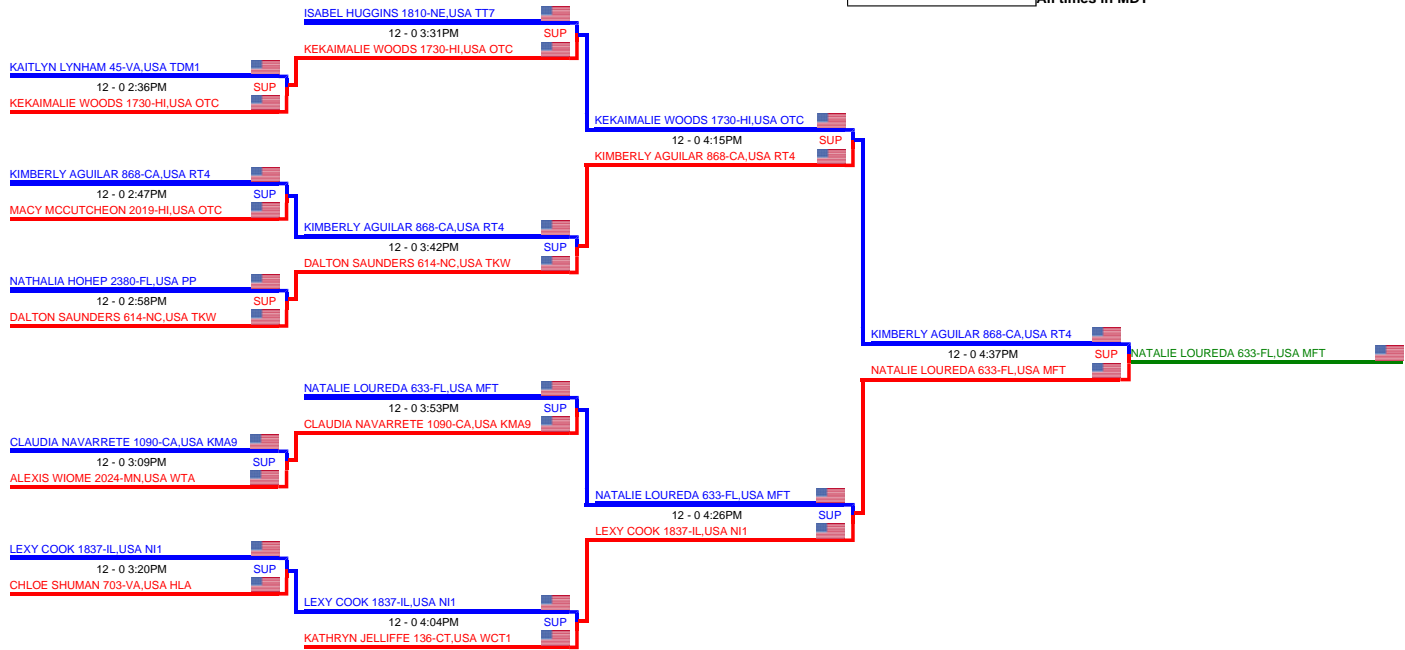 All times in MDT
ISABEL HUGGINS 1810-NE,USA TT7
12 - 0 3:31PM SUP
KEKAIMALIE WOODS 1730-HI,USA OTC
KAITLYN LYNHAM 45-VA,USA TDM1
12 - 0 2:36PM SUP
KEKAIMALIE WOODS 1730-HI,USA OTC
KEKAIMALIE WOODS 1730-HI,USA OTC
12 - 0 4:15PM SUP
KIMBERLY AGUILAR 868-CA,USA RT4
KIMBERLY AGUILAR 868-CA,USA RT4
12 - 0 2:47PM SUP
MACY MCCUTCHEON 2019-HI,USA OTC
KIMBERLY AGUILAR 868-CA,USA RT4
12 - 0 3:42PM SUP
DALTON SAUNDERS 614-NC,USA TKW
NATHALIA HOHEP 2380-FL,USA PP
12 - 0 2:58PM SUP
DALTON SAUNDERS 614-NC,USA TKW
KIMBERLY AGUILAR 868-CA,USA RT4
12 - 0 4:37PM SUP
NATALIE LOUREDA 633-FL,USA MFT
NATALIE LOUREDA 633-FL,USA MFT
NATALIE LOUREDA 633-FL,USA MFT
12 - 0 3:53PM SUP
CLAUDIA NAVARRETE 1090-CA,USA KMA9
CLAUDIA NAVARRETE 1090-CA,USA KMA9
12 - 0 3:09PM SUP
ALEXIS WIOME 2024-MN,USA WTA
NATALIE LOUREDA 633-FL,USA MFT
12 - 0 4:26PM SUP
LEXY COOK 1837-IL,USA NI1
LEXY COOK 1837-IL,USA NI1
12 - 0 3:20PM SUP
CHLOE SHUMAN 703-VA,USA HLA
LEXY COOK 1837-IL,USA NI1
12 - 0 4:04PM SUP
KATHRYN JELLIFFE 136-CT,USA WCT1